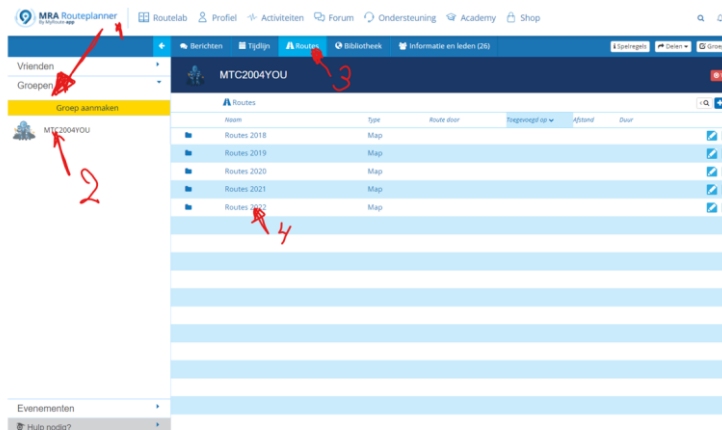 MRA Routeplanner
By MyRoute-app
Routelab Profiel Activiteiten Forum Ondersteuning Academy Shop
1
Berichten Tijdlijn Routes Bibliotheek Informatie en leden (26)
Spelregels Delen Groep
Vrienden
Groepen
MTC2004YOU
3
Groep aanmaken
Routes
Naam Type Route door Toegevoegd op Afstand Duur
MTC2004YOU
2
Routes 2018 Map
Routes 2019 Map
Routes 2020 Map
Routes 2021 Map
Routes 2022 Map
4
Evenementen
Hulp nodig?